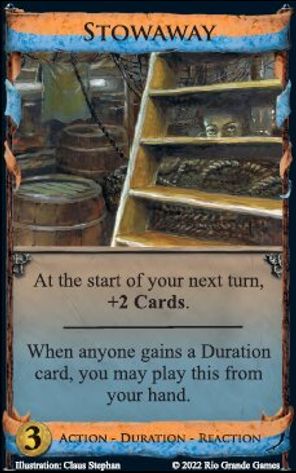 STOWAWAY
At the start of your next turn,
+2 Cards.
When anyone gains a Duration
card, you may play this from
your hand.
3 ACTION - DURATION - REACTION
Illustration: Claus Stephan © 2022 Rio Grande Games